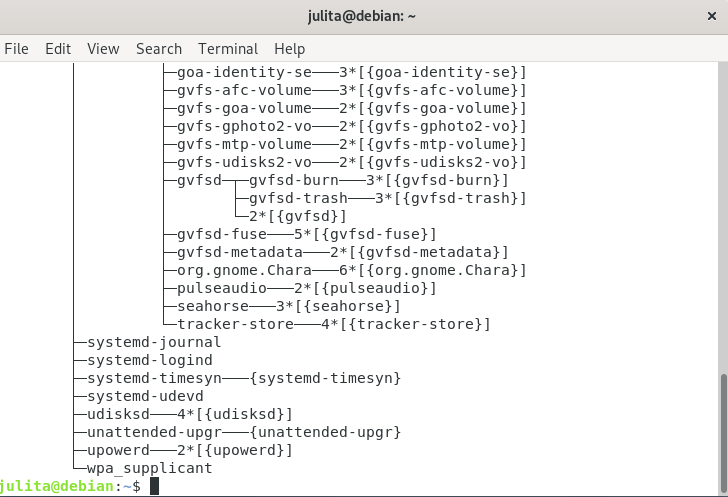 julita@debian: ~
File Edit View Search Terminal Help
│         ├─goa-identity-se───3*[{goa-identity-se}]
│         ├─gvfs-afc-volume───3*[{gvfs-afc-volume}]
│         ├─gvfs-goa-volume───2*[{gvfs-goa-volume}]
│         ├─gvfs-gphoto2-vo───2*[{gvfs-gphoto2-vo}]
│         ├─gvfs-mtp-volume───2*[{gvfs-mtp-volume}]
│         ├─gvfs-udisks2-vo───2*[{gvfs-udisks2-vo}]
│         ├─gvfsd─┬─gvfsd-burn───3*[{gvfsd-burn}]
│         │       ├─gvfsd-trash───3*[{gvfsd-trash}]
│         │       └─2*[{gvfsd}]
│         ├─gvfsd-fuse───5*[{gvfsd-fuse}]
│         ├─gvfsd-metadata───2*[{gvfsd-metadata}]
│         ├─org.gnome.Chara───6*[{org.gnome.Chara}]
│         ├─pulseaudio───2*[{pulseaudio}]
│         ├─seahorse───3*[{seahorse}]
│         └─tracker-store───4*[{tracker-store}]
├─systemd-journal
├─systemd-logind
├─systemd-timesyn───{systemd-timesyn}
├─systemd-udevd
├─udisksd───4*[{udisksd}]
├─unattended-upgr───{unattended-upgr}
├─upowerd───2*[{upowerd}]
└─wpa_supplicant
julita@debian:~$